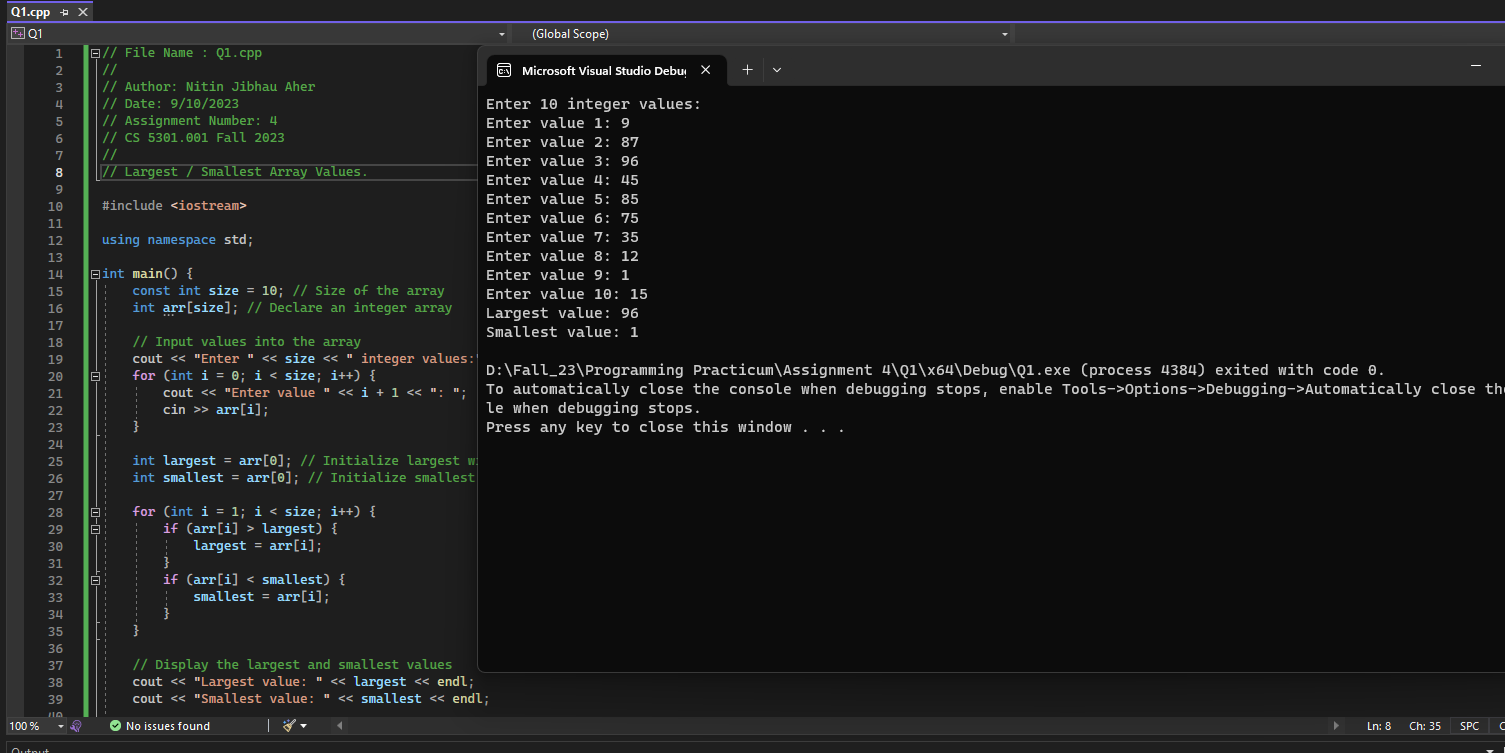 Q1.cpp
Q1
(Global Scope)
1 // File Name : Q1.cpp
2 //
3 // Author: Nitin Jibhau Aher
4 // Date: 9/10/2023
5 // Assignment Number: 4
6 // CS 5301.001 Fall 2023
7 //
8 // Largest / Smallest Array Values.
9
10 #include <iostream>
11
12 using namespace std;
13
14 int main() {
15 const int size = 10; // Size of the array
16 int arr[size]; // Declare an integer array
17
18 // Input values into the array
19 cout << "Enter " << size << " integer values:"
20 for (int i = 0; i < size; i++) {
21 cout << "Enter value " << i + 1 << ": ";
22 cin >> arr[i];
23 }
24
25 int largest = arr[0]; // Initialize largest
26 int smallest = arr[0]; // Initialize smallest
27
28 for (int i = 1; i < size; i++) {
29 if (arr[i] > largest) {
30 largest = arr[i];
31 }
32 if (arr[i] < smallest) {
33 smallest = arr[i];
34 }
35 }
36
37 // Display the largest and smallest values
38 cout << "Largest value: " << largest << endl;
39 cout << "Smallest value: " << smallest << endl;
40
Microsoft Visual Studio Debug
Enter 10 integer values:
Enter value 1: 9
Enter value 2: 87
Enter value 3: 96
Enter value 4: 45
Enter value 5: 85
Enter value 6: 75
Enter value 7: 35
Enter value 8: 12
Enter value 9: 1
Enter value 10: 15
Largest value: 96
Smallest value: 1
D:\Fall_23\Programming Practicum\Assignment 4\Q1\x64\Debug\Q1.exe (process 4384) exited with code 0.
To automatically close the console when debugging stops, enable Tools->Options->Debugging->Automatically close the
le when debugging stops.
Press any key to close this window . . .
100 %
No issues found
Ln: 8 Ch: 35 SPC
Output